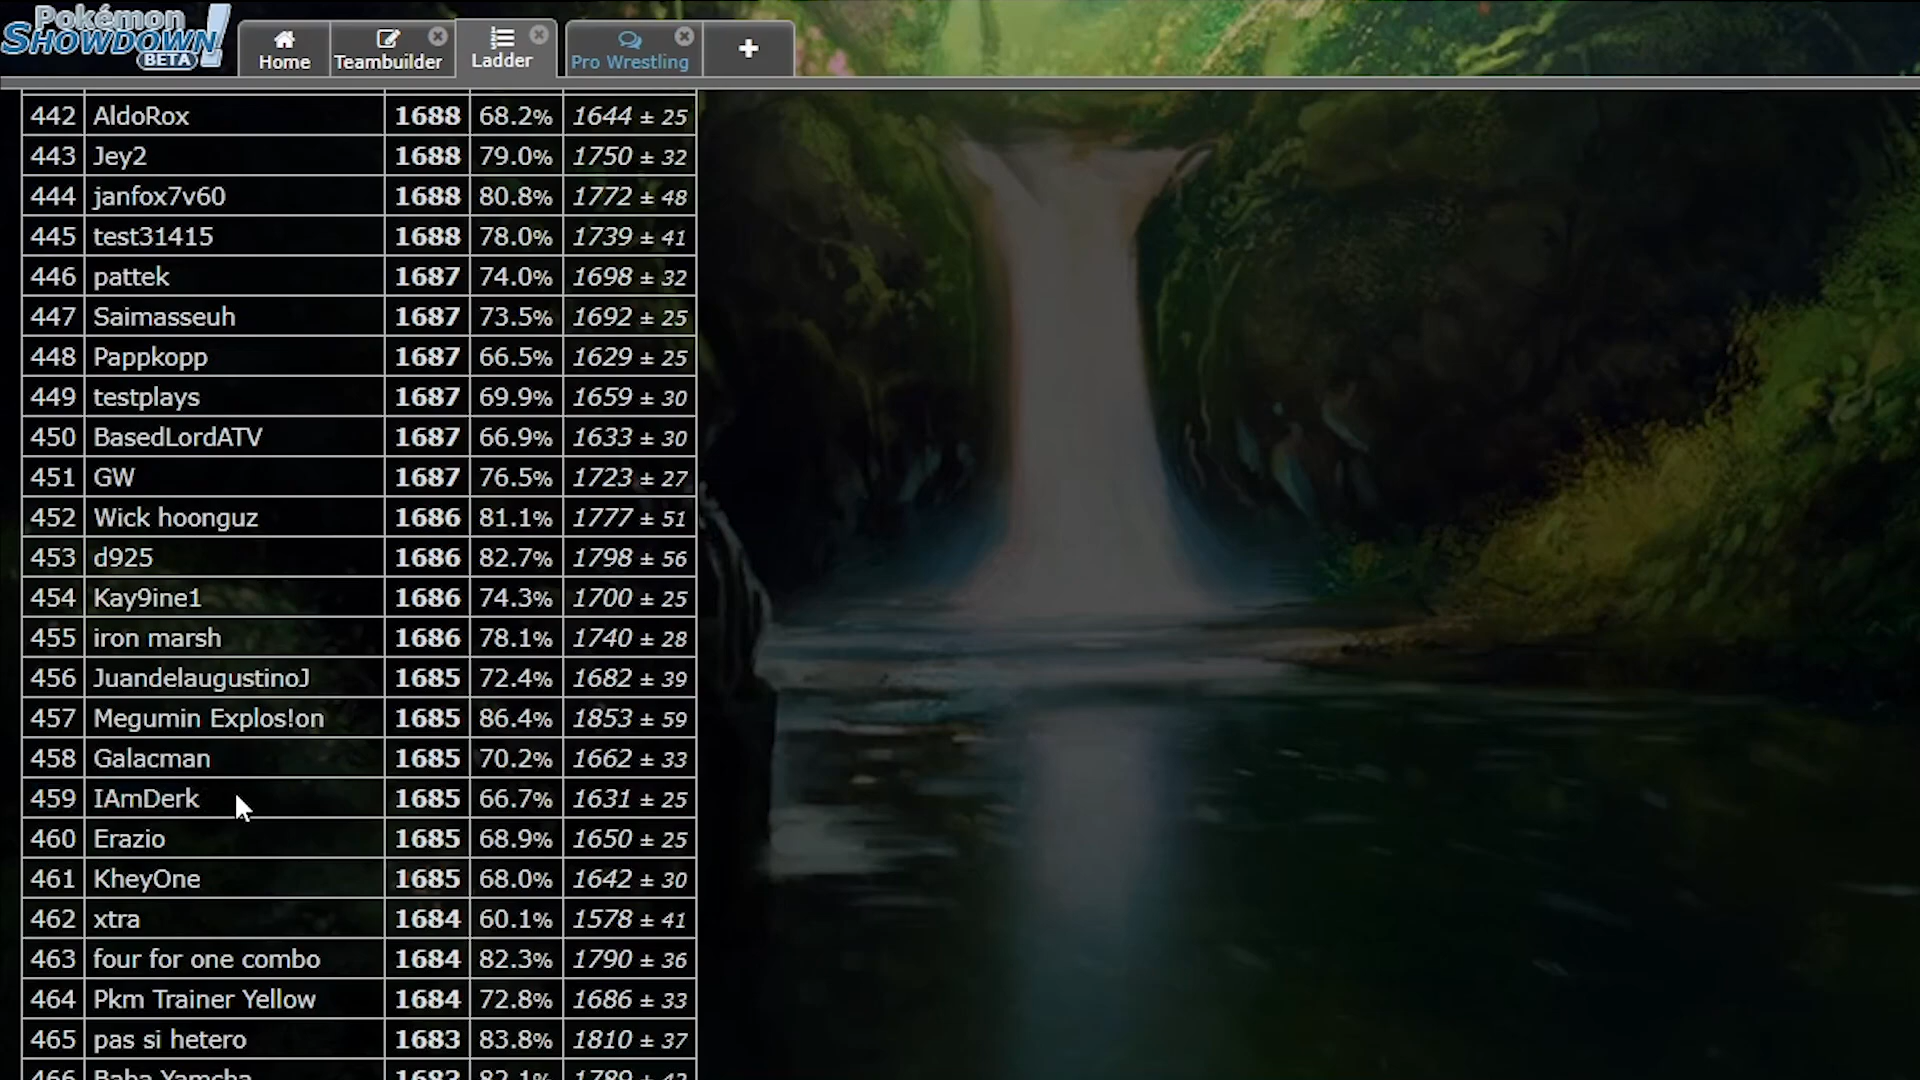 Pokémon
SHOWDOWN!
BETA
Home
Teambuilder
Ladder
Pro Wrestling
442 AldoRox 1688 68.2% 1644 ± 25
443 Jey2 1688 79.0% 1750 ± 32
444 janfox7v60 1688 80.8% 1772 ± 48
445 test31415 1688 78.0% 1739 ± 41
446 pattek 1687 74.0% 1698 ± 32
447 Saimasseuh 1687 73.5% 1692 ± 25
448 Pappkopp 1687 66.5% 1629 ± 25
449 testplays 1687 69.9% 1659 ± 30
450 BasedLordATV 1687 66.9% 1633 ± 30
451 GW 1687 76.5% 1723 ± 27
452 Wick hoonguz 1686 81.1% 1777 ± 51
453 d925 1686 82.7% 1798 ± 56
454 Kay9ine1 1686 74.3% 1700 ± 25
455 iron marsh 1686 78.1% 1740 ± 28
456 JuandelaugustinoJ 1685 72.4% 1682 ± 39
457 Megumin Explos!on 1685 86.4% 1853 ± 59
458 Galacman 1685 70.2% 1662 ± 33
459 IAmDerk 1685 66.7% 1631 ± 25
460 Erazio 1685 68.9% 1650 ± 25
461 KheyOne 1685 68.0% 1642 ± 30
462 xtra 1684 60.1% 1578 ± 41
463 four for one combo 1684 82.3% 1790 ± 36
464 Pkm Trainer Yellow 1684 72.8% 1686 ± 33
465 pas si hetero 1683 83.8% 1810 ± 37
466 Baba Yamcha 1683 82.1% 1789 ± 42